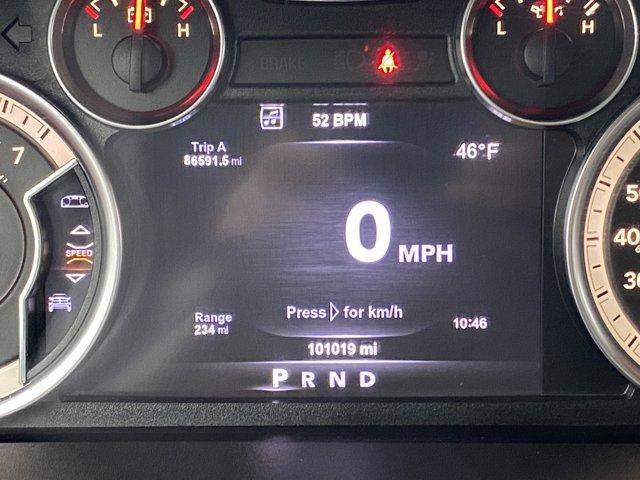 L H
L H
52 BPM
Trip A
86591.5 mi
46°F
7
SPEED
0 MPH
50
40
30
Press for km/h
Range
234 mi
10:46
101019 mi
P R N D